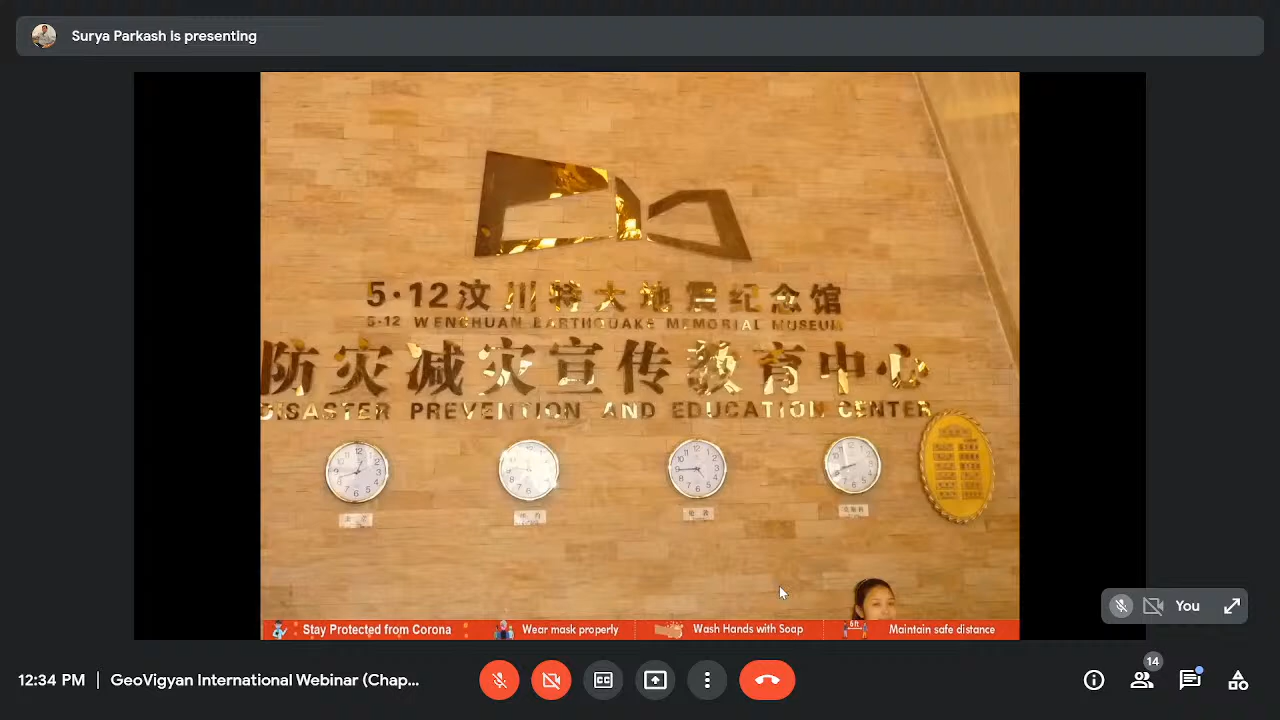 Surya Parkash is presenting
5·12汶川特大地震纪念馆
5·12 WENCHUAN EARTHQUAKE MEMORIAL MUSEUM
防灾减灾宣传教育中心
DISASTER PREVENTION AND EDUCATION CENTER
Stay Protected from Corona Wear mask properly Wash Hands with Soap 6ft Maintain safe distance
You
14
12:34 PM | GeoVigyan International Webinar (Chap...